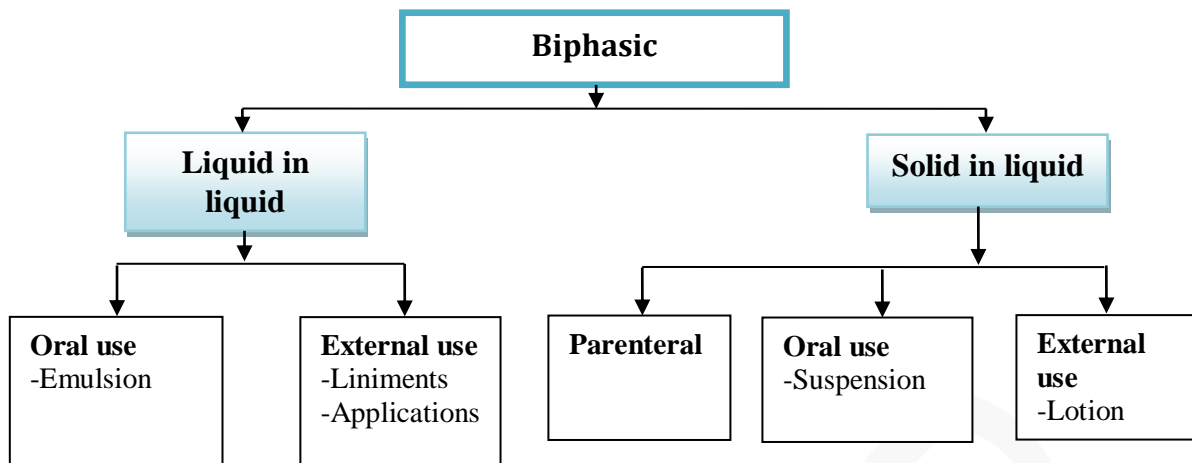 Biphasic
Liquid in
liquid
Solid in liquid
Oral use
-Emulsion
External use
-Liniments
-Applications
Parenteral
Oral use
-Suspension
External
use
-Lotion